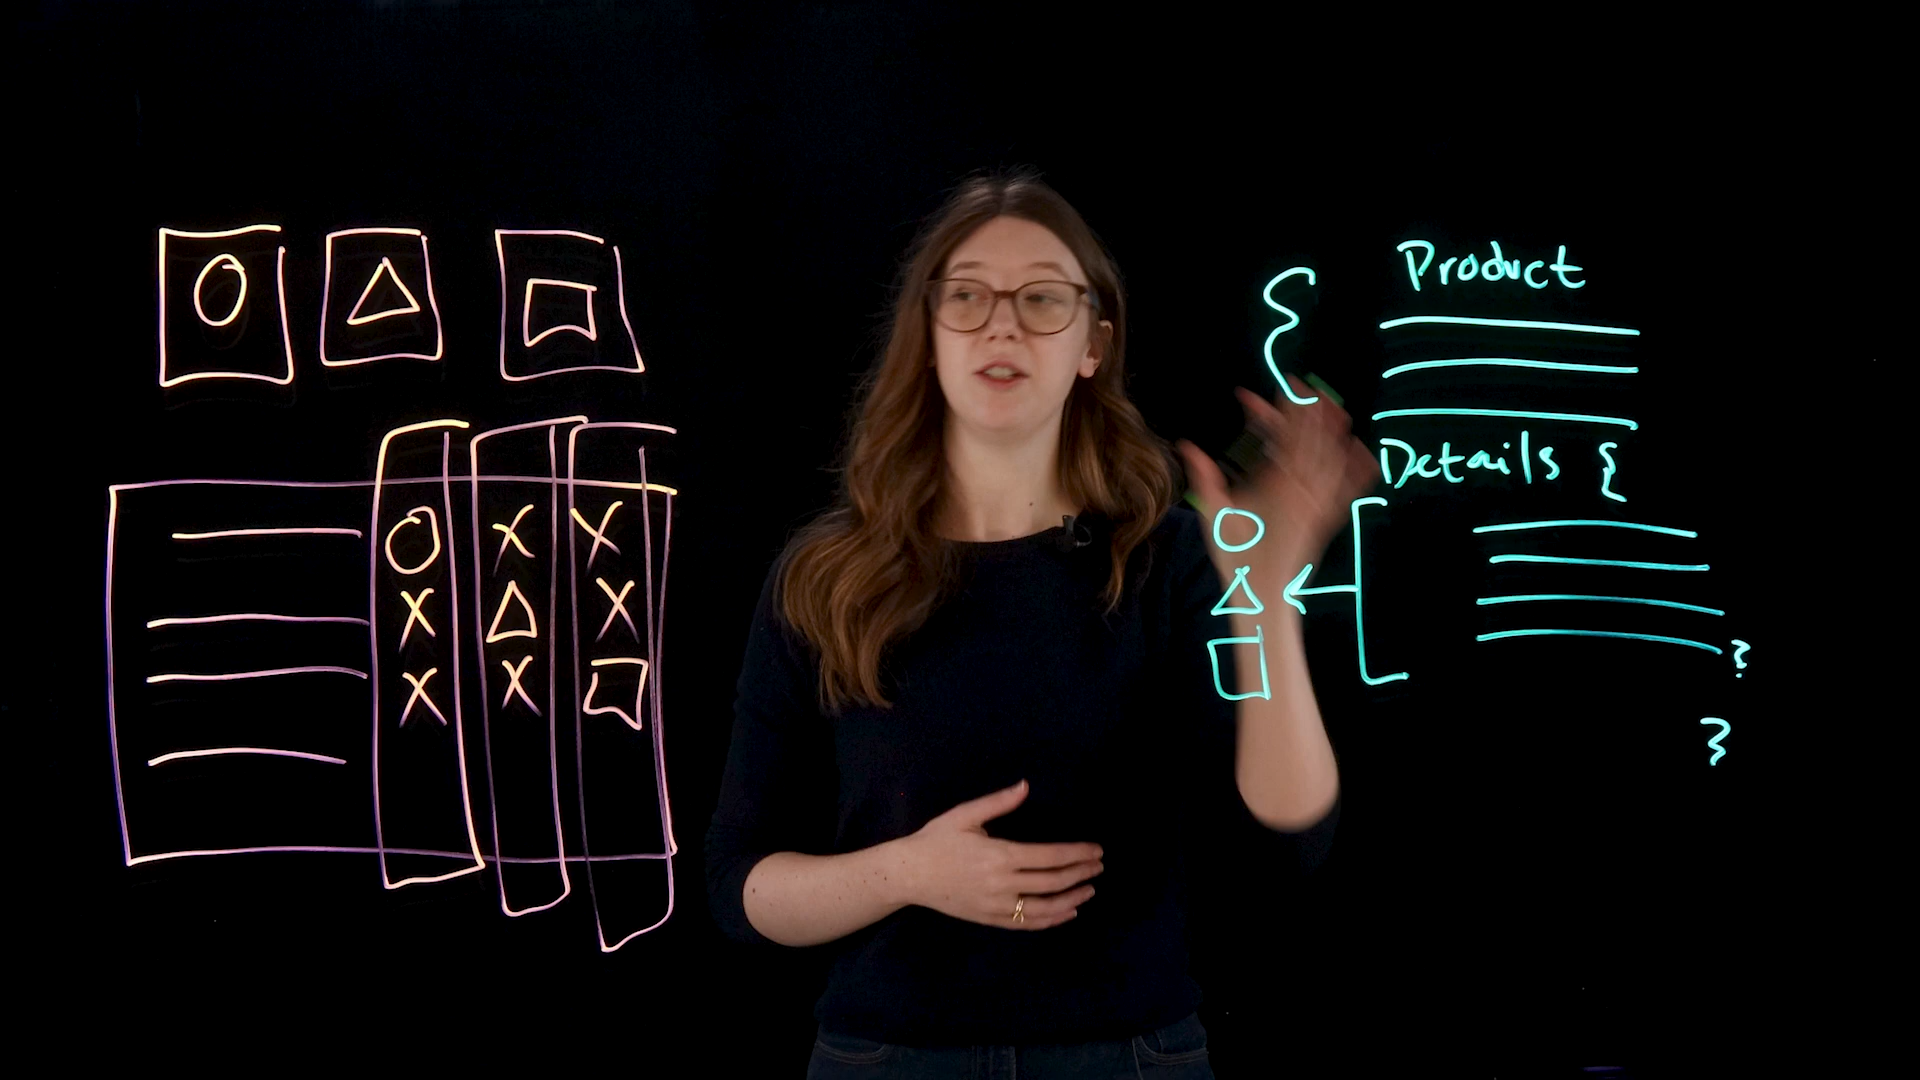 { Product
Details {
X X
X X
X X
}
}